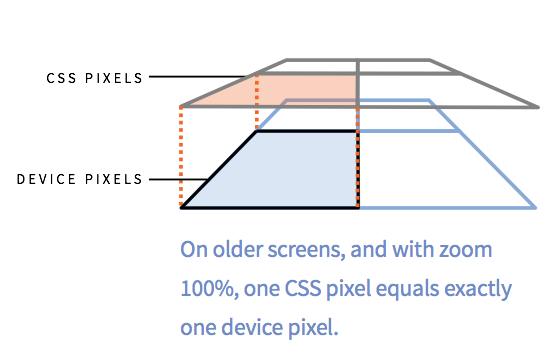 CSS PIXELS
DEVICE PIXELS
On older screens, and with zoom
100%, one CSS pixel equals exactly
one device pixel.